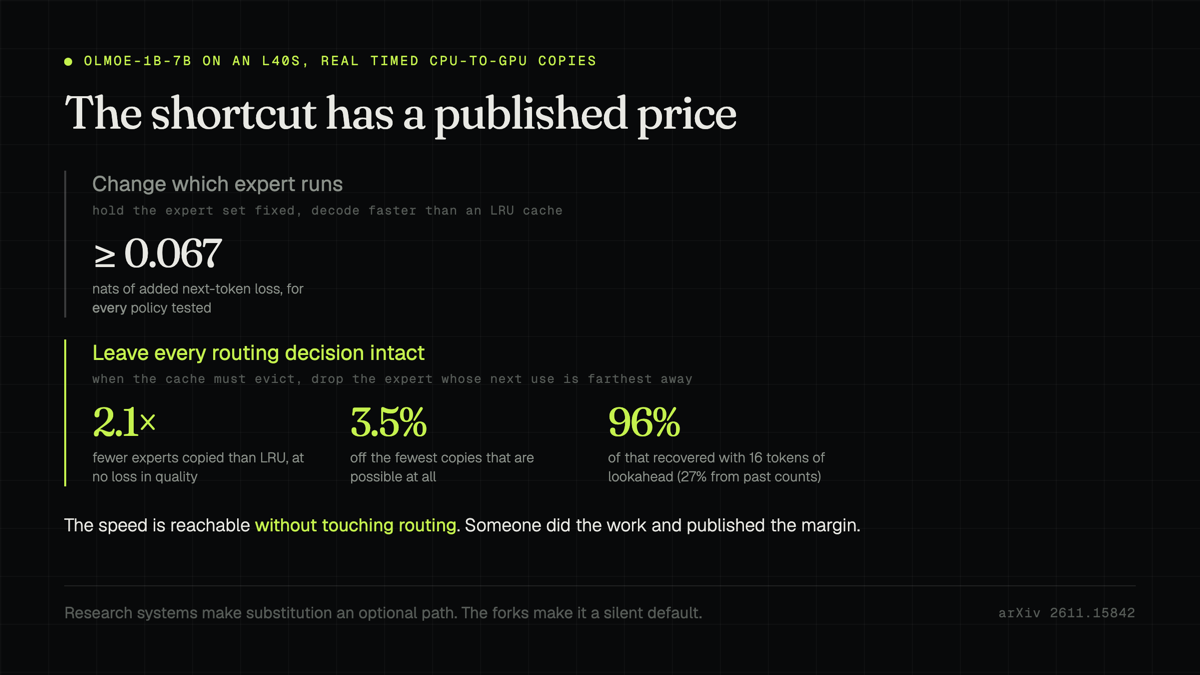 OLMOE-1B-7B ON AN L40S, REAL TIMED CPU-TO-GPU COPIES
The shortcut has a published price
Change which expert runs
hold the expert set fixed, decode faster than an LRU cache
≥ 0.067
nats of added next-token loss, for
every policy tested
Leave every routing decision intact
when the cache must evict, drop the expert whose next use is farthest away
2.1×
fewer experts copied than LRU, at
no loss in quality
3.5%
off the fewest copies that are
possible at all
96%
of that recovered with 16 tokens of
lookahead (27% from past counts)
The speed is reachable without touching routing. Someone did the work and published the margin.
Research systems make substitution an optional path. The forks make it a silent default.
arXiv 2611.15842